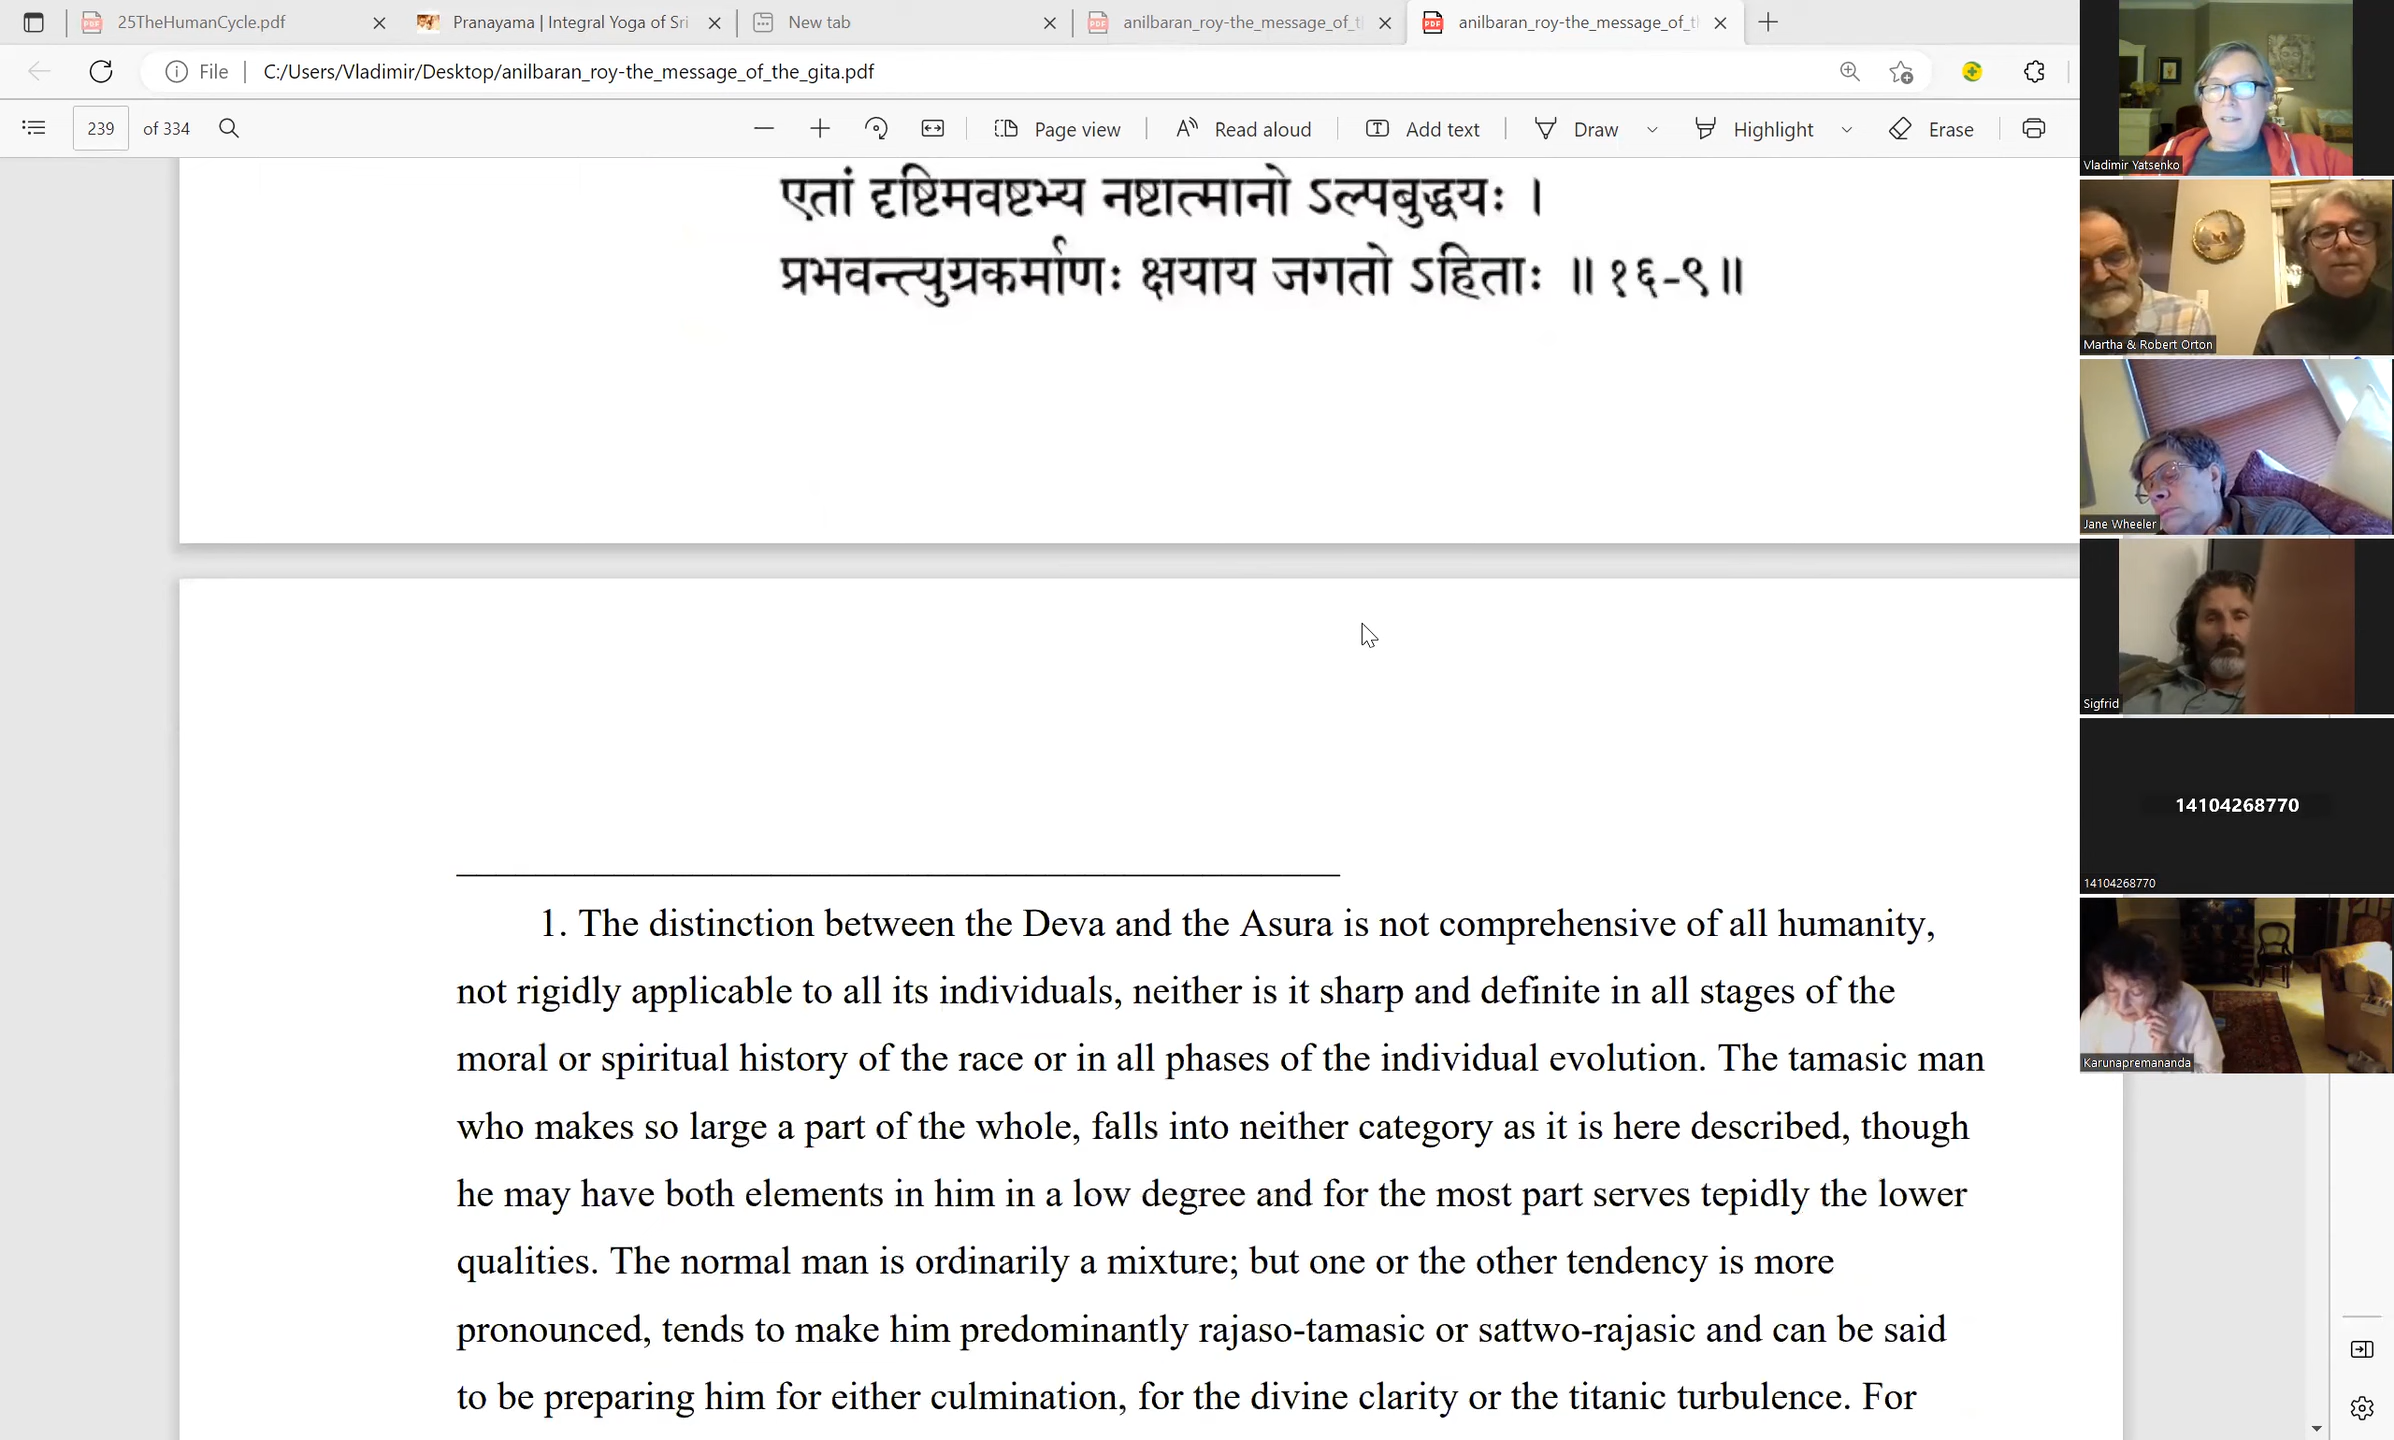 25TheHumanCycle.pdf
Pranayama | Integral Yoga of Sri
New tab
anilbaran_roy-the_message_of_t
anilbaran_roy-the_message_of_t
File
C:/Users/Vladimir/Desktop/anilbaran_roy-the_message_of_the_gita.pdf
239 of 334
Page view
Read aloud
Add text
Draw
Highlight
Erase
एतां दृष्टिमवष्टभ्य नष्टात्मानो ऽल्पबुद्धयः ।
प्रभवन्त्युग्रकर्माणः क्षयाय जगतो ऽहिताः ॥ १६-९॥
1. The distinction between the Deva and the Asura is not comprehensive of all humanity,
not rigidly applicable to all its individuals, neither is it sharp and definite in all stages of the
moral or spiritual history of the race or in all phases of the individual evolution. The tamasic man
who makes so large a part of the whole, falls into neither category as it is here described, though
he may have both elements in him in a low degree and for the most part serves tepidly the lower
qualities. The normal man is ordinarily a mixture; but one or the other tendency is more
pronounced, tends to make him predominantly rajaso-tamasic or sattwo-rajasic and can be said
to be preparing him for either culmination, for the divine clarity or the titanic turbulence. For
Vladimir Yatsenko
Martha & Robert Orton
Jane Wheeler
Sigfrid
14104268770
14104268770
Karunapremananda